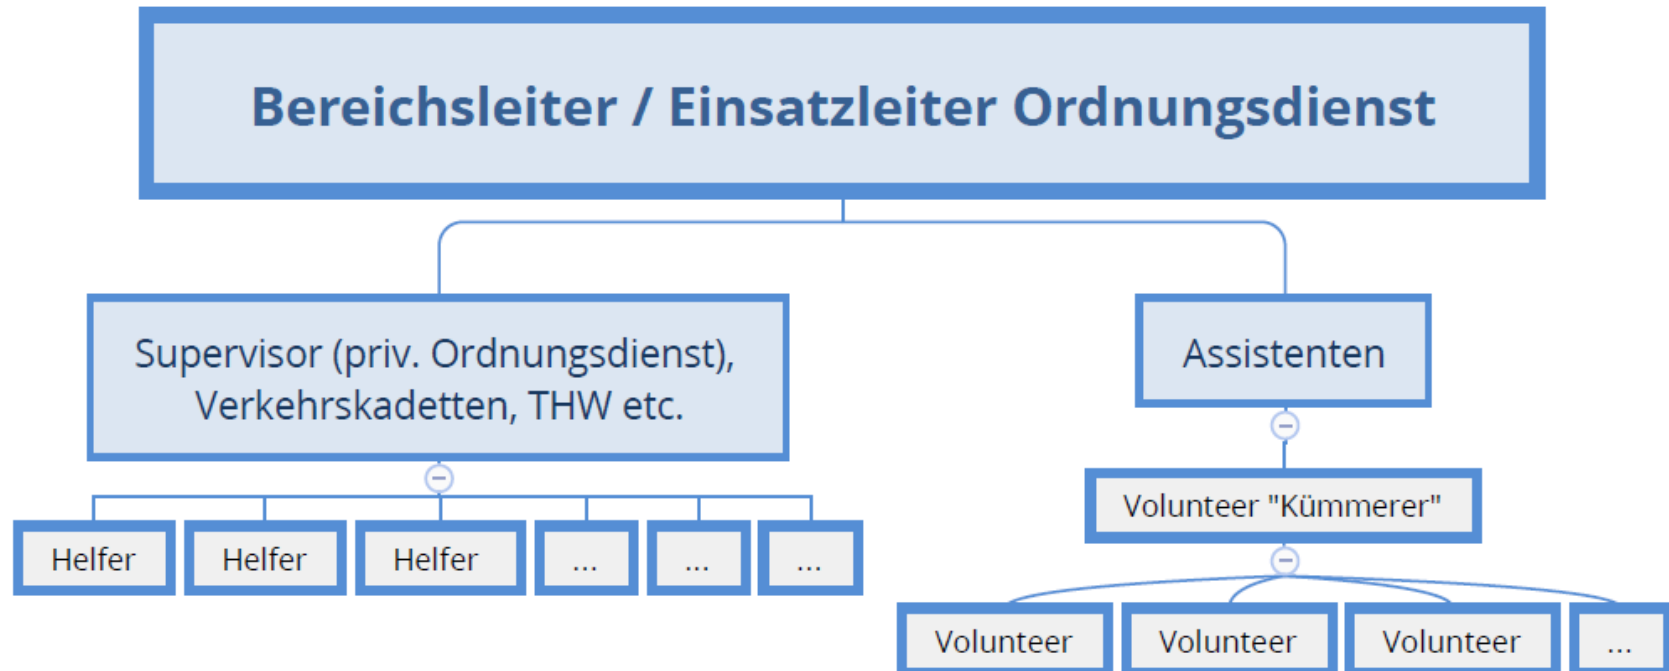 Bereichsleiter / Einsatzleiter Ordnungsdienst
Supervisor (priv. Ordnungsdienst),
Verkehrskadetten, THW etc.
Assistenten
Volunteer "Kümmerer"
Helfer
Helfer
Helfer
...
...
...
Volunteer
Volunteer
Volunteer
...